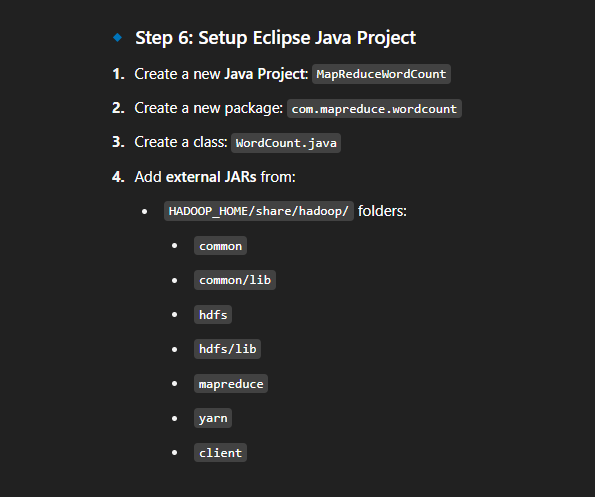 Step 6: Setup Eclipse Java Project
1. Create a new Java Project: MapReduceWordCount
2. Create a new package: com.mapreduce.wordcount
3. Create a class: WordCount.java
4. Add external JARs from:
HADOOP_HOME/share/hadoop/ folders:
common
common/lib
hdfs
hdfs/lib
mapreduce
yarn
client